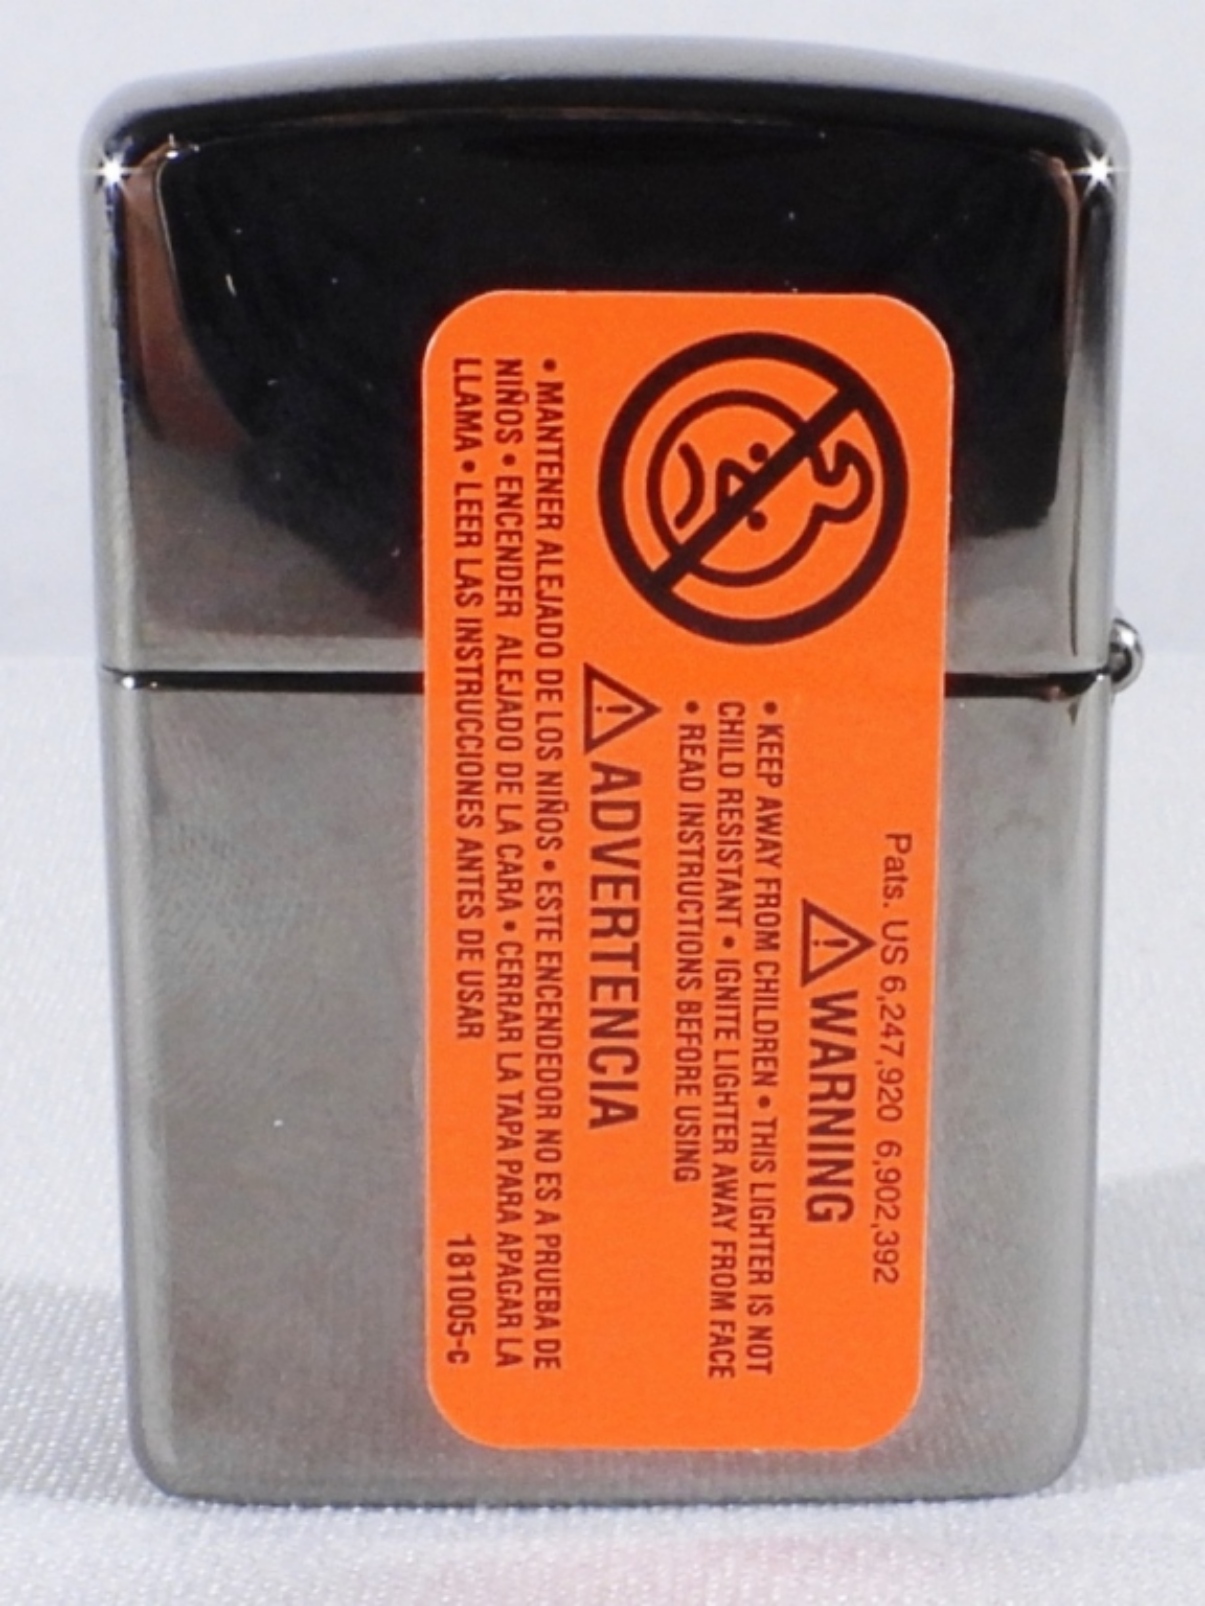 Pats. US 6,247,920 6,902,392
WARNING
• KEEP AWAY FROM CHILDREN • THIS LIGHTER IS NOT
CHILD RESISTANT • IGNITE LIGHTER AWAY FROM FACE
• READ INSTRUCTIONS BEFORE USING
ADVERTENCIA
• MANTENER ALEJADO DE LOS NIÑOS • ESTE ENCENDEDOR NO ES A PRUEBA DE
NIÑOS • ENCENDER ALEJADO DE LA CARA • CERRAR LA TAPA PARA APAGAR LA
LLAMA • LEER LAS INSTRUCCIONES ANTES DE USAR
181005-c